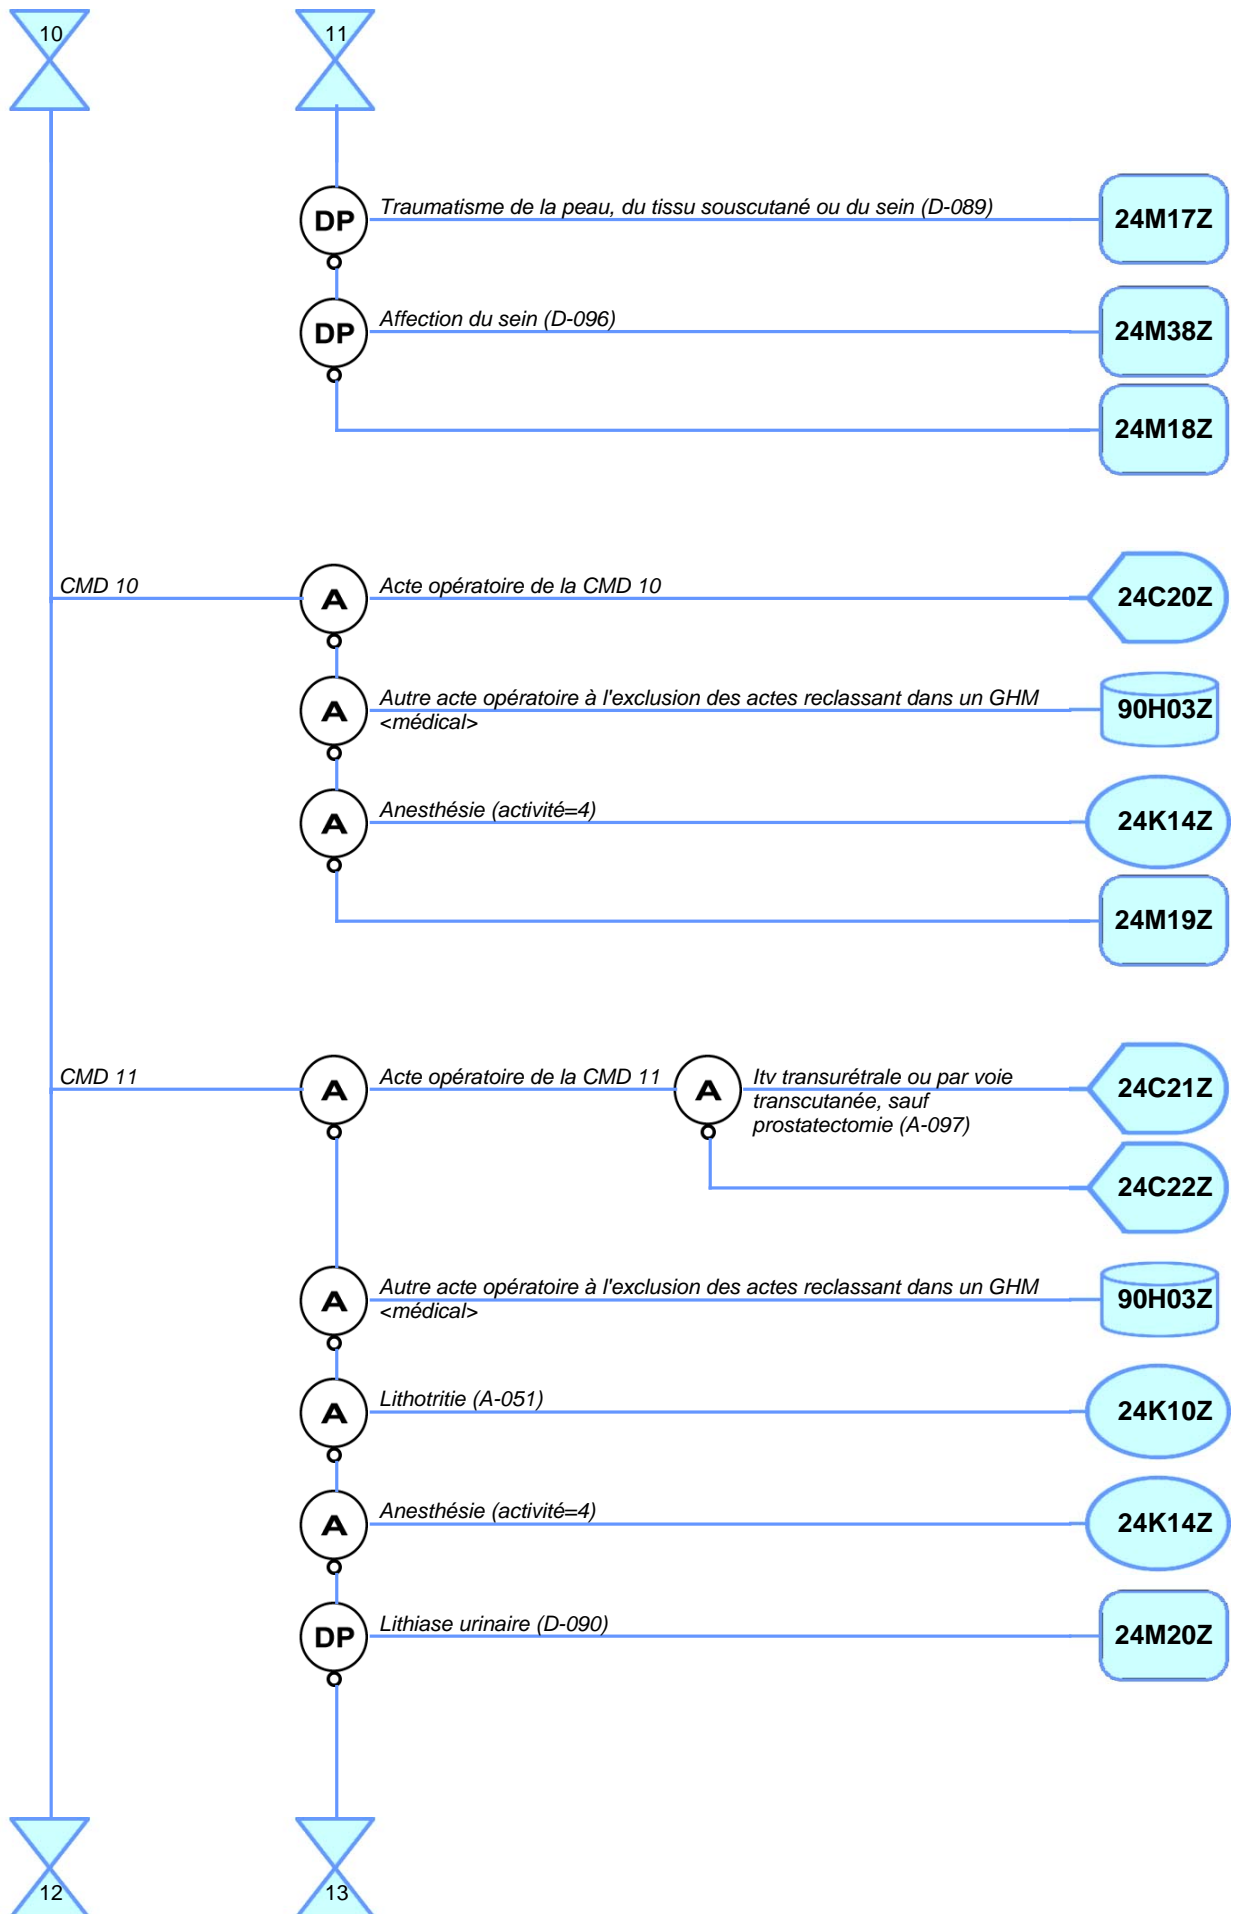 10
11
DP
Traumatisme de la peau, du tissu souscutané ou du sein (D-089)
24M17Z
DP
Affection du sein (D-096)
24M38Z
24M18Z
CMD 10
A
Acte opératoire de la CMD 10
24C20Z
A
Autre acte opératoire à l'exclusion des actes reclassant dans un GHM
<médical>
90H03Z
A
Anesthésie (activité=4)
24K14Z
24M19Z
CMD 11
A
Acte opératoire de la CMD 11
A
Itv transurétrale ou par voie
transcutanée, sauf
prostatectomie (A-097)
24C21Z
24C22Z
A
Autre acte opératoire à l'exclusion des actes reclassant dans un GHM
<médical>
90H03Z
A
Lithotritie (A-051)
24K10Z
A
Anesthésie (activité=4)
24K14Z
DP
Lithiase urinaire (D-090)
24M20Z
12
13